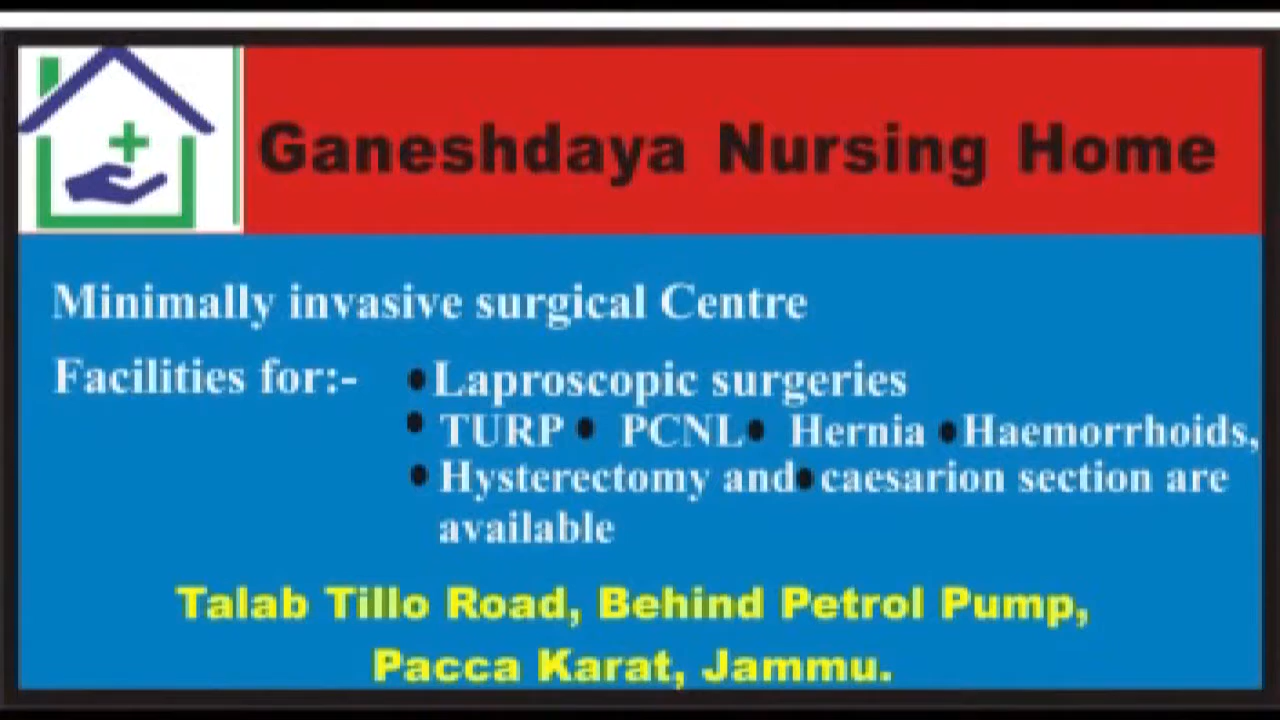 Ganeshdaya Nursing Home
Minimally invasive surgical Centre
Facilities for:- •Laproscopic surgeries
• TURP • PCNL• Hernia •Haemorrhoids,
• Hysterectomy and• caesarion section are
available
Talab Tillo Road, Behind Petrol Pump,
Pacca Karat, Jammu.